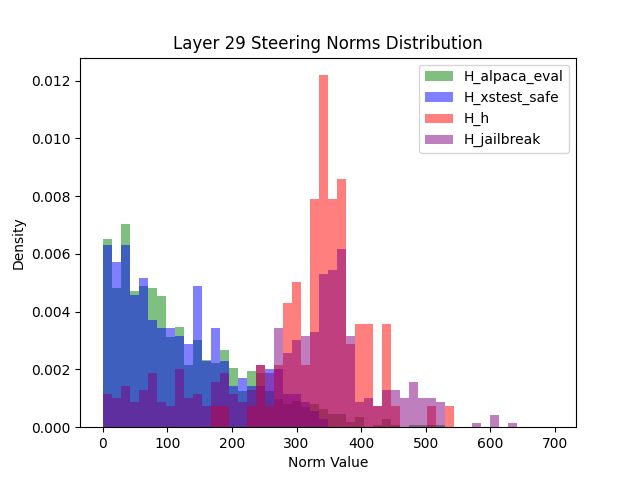 Layer 29 Steering Norms Distribution
H_alpaca_eval
H_xstest_safe
H_h
H_jailbreak
0.012
0.010
0.008
0.006
0.004
0.002
0.000
Density
0 100 200 300 400 500 600 700
Norm Value